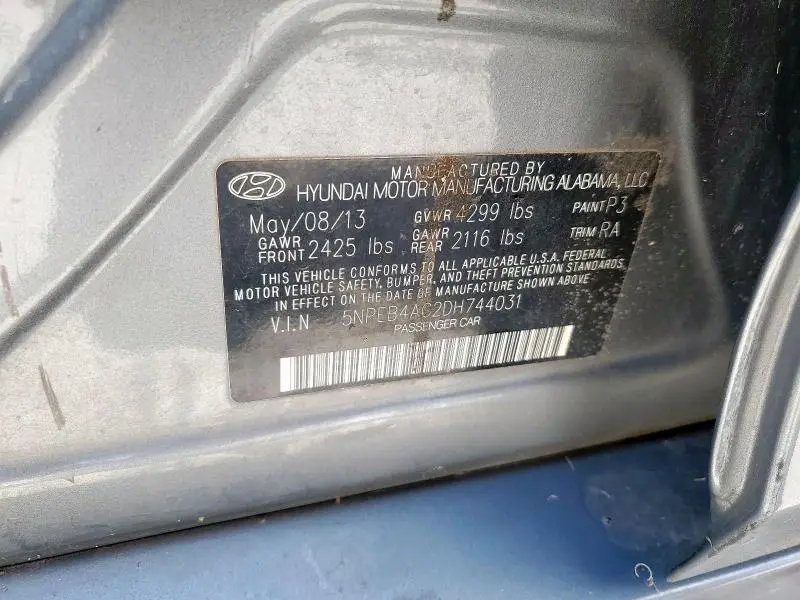 MANUFACTURED BY
HYUNDAI MOTOR MANUFACTURING ALABAMA, LLC
May/08/13 GVWR 4299 lbs PAINT P3
GAWR FRONT 2425 lbs GAWR REAR 2116 lbs TRIM RA
THIS VEHICLE CONFORMS TO ALL APPLICABLE U.S.A. FEDERAL
MOTOR VEHICLE SAFETY, BUMPER, AND THEFT PREVENTION STANDARDS
IN EFFECT ON THE DATE OF MANUFACTURE SHOWN ABOVE
V.I.N 5NPEB4AC2DH744031
PASSENGER CAR